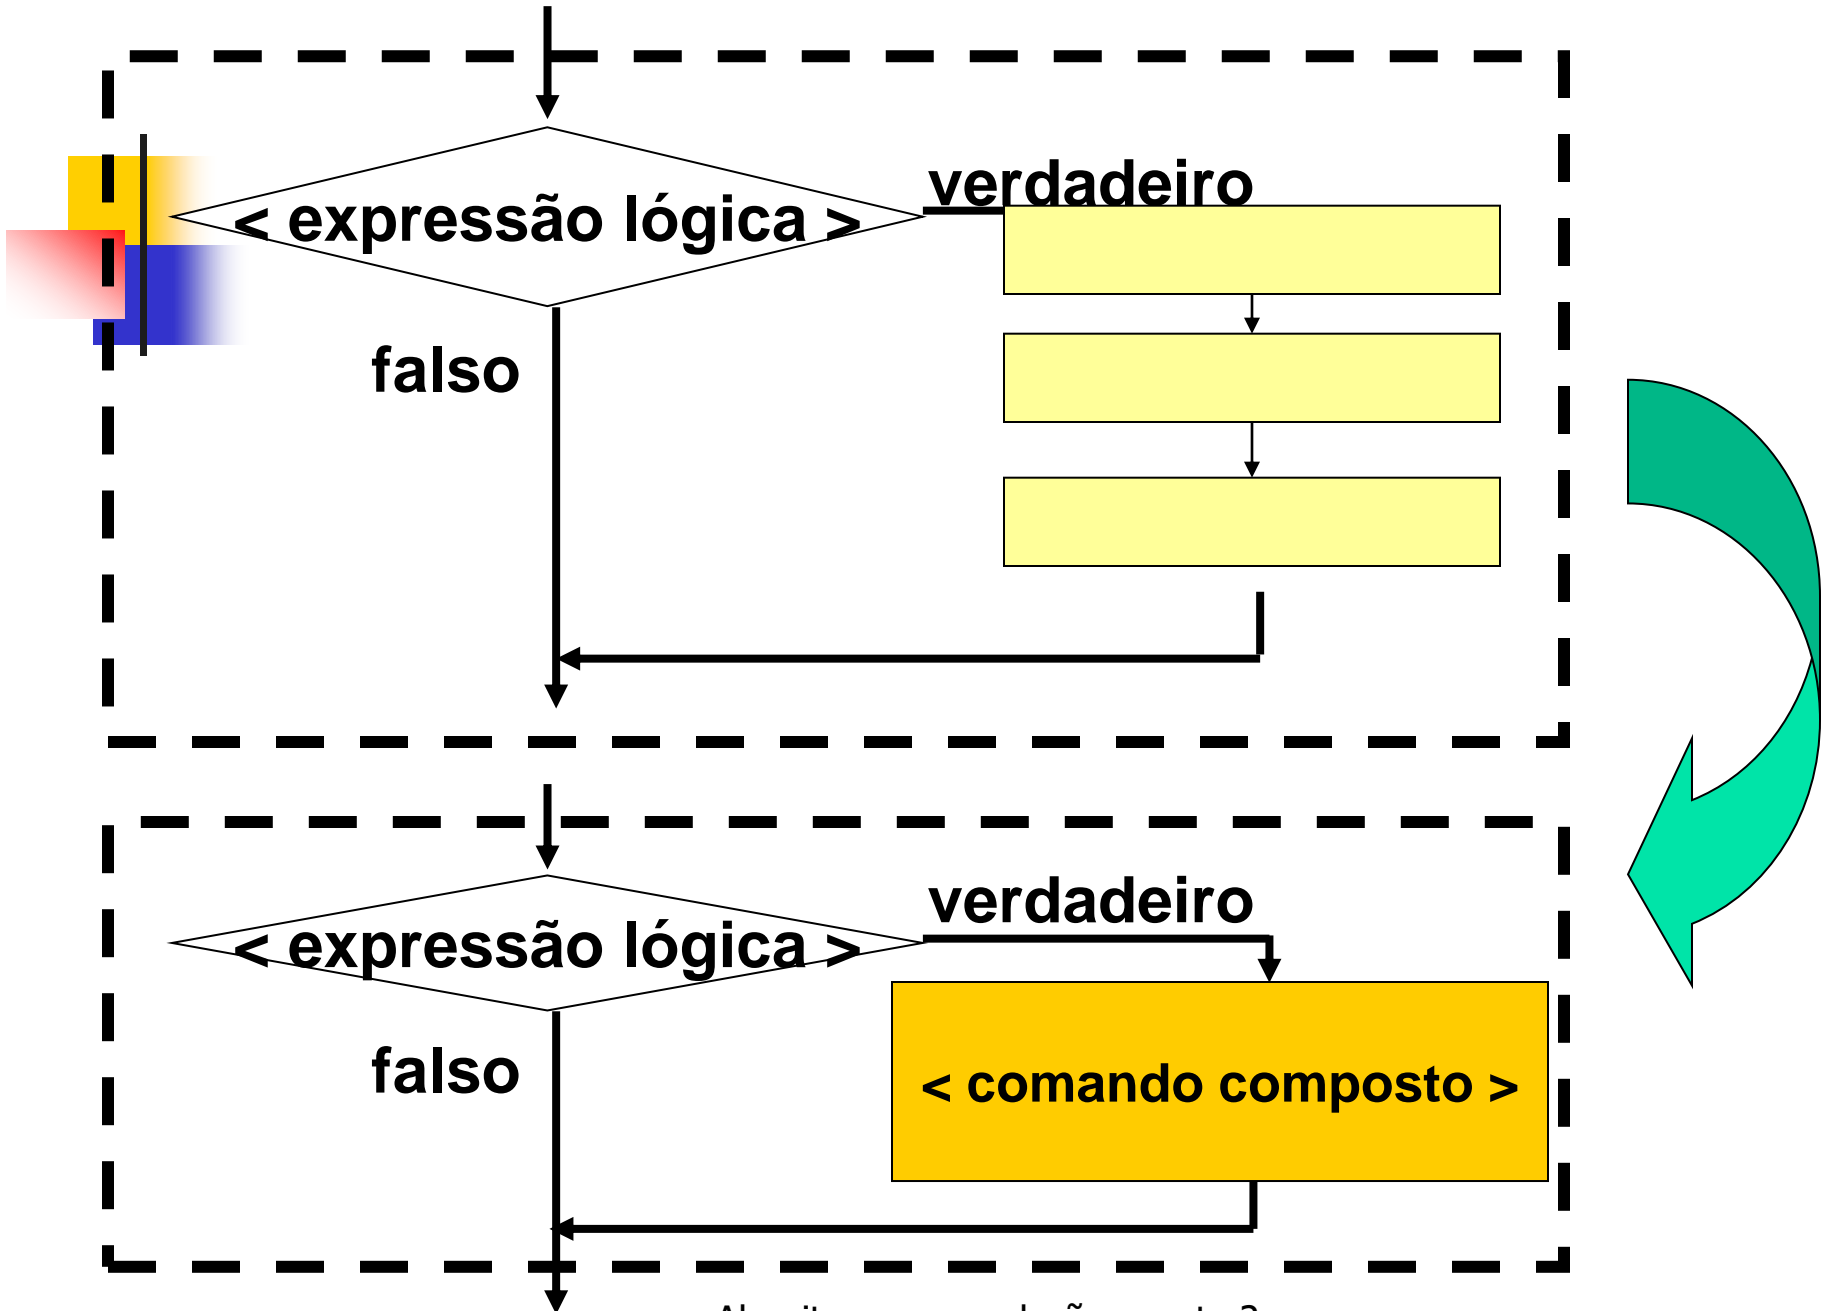 verdadeiro
< expressão lógica >
falso
verdadeiro
< expressão lógica >
falso
< comando composto >